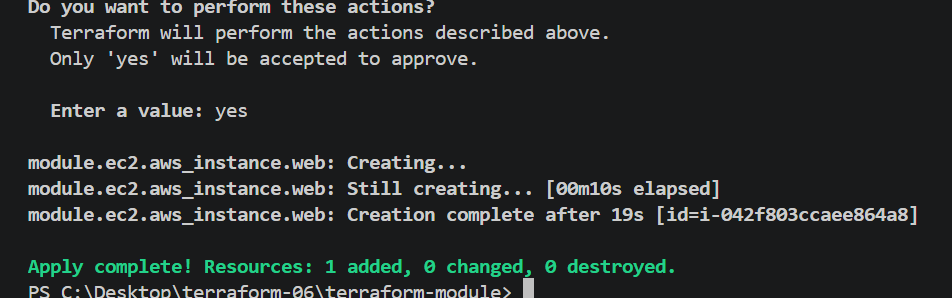 Do you want to perform these actions?
Terraform will perform the actions described above.
Only 'yes' will be accepted to approve.
Enter a value: yes
module.ec2.aws_instance.web: Creating...
module.ec2.aws_instance.web: Still creating... [00m10s elapsed]
module.ec2.aws_instance.web: Creation complete after 19s [id=i-042f803ccaee864a8]
Apply complete! Resources: 1 added, 0 changed, 0 destroyed.
PS C:\Desktop\terraform-06\terraform-module>